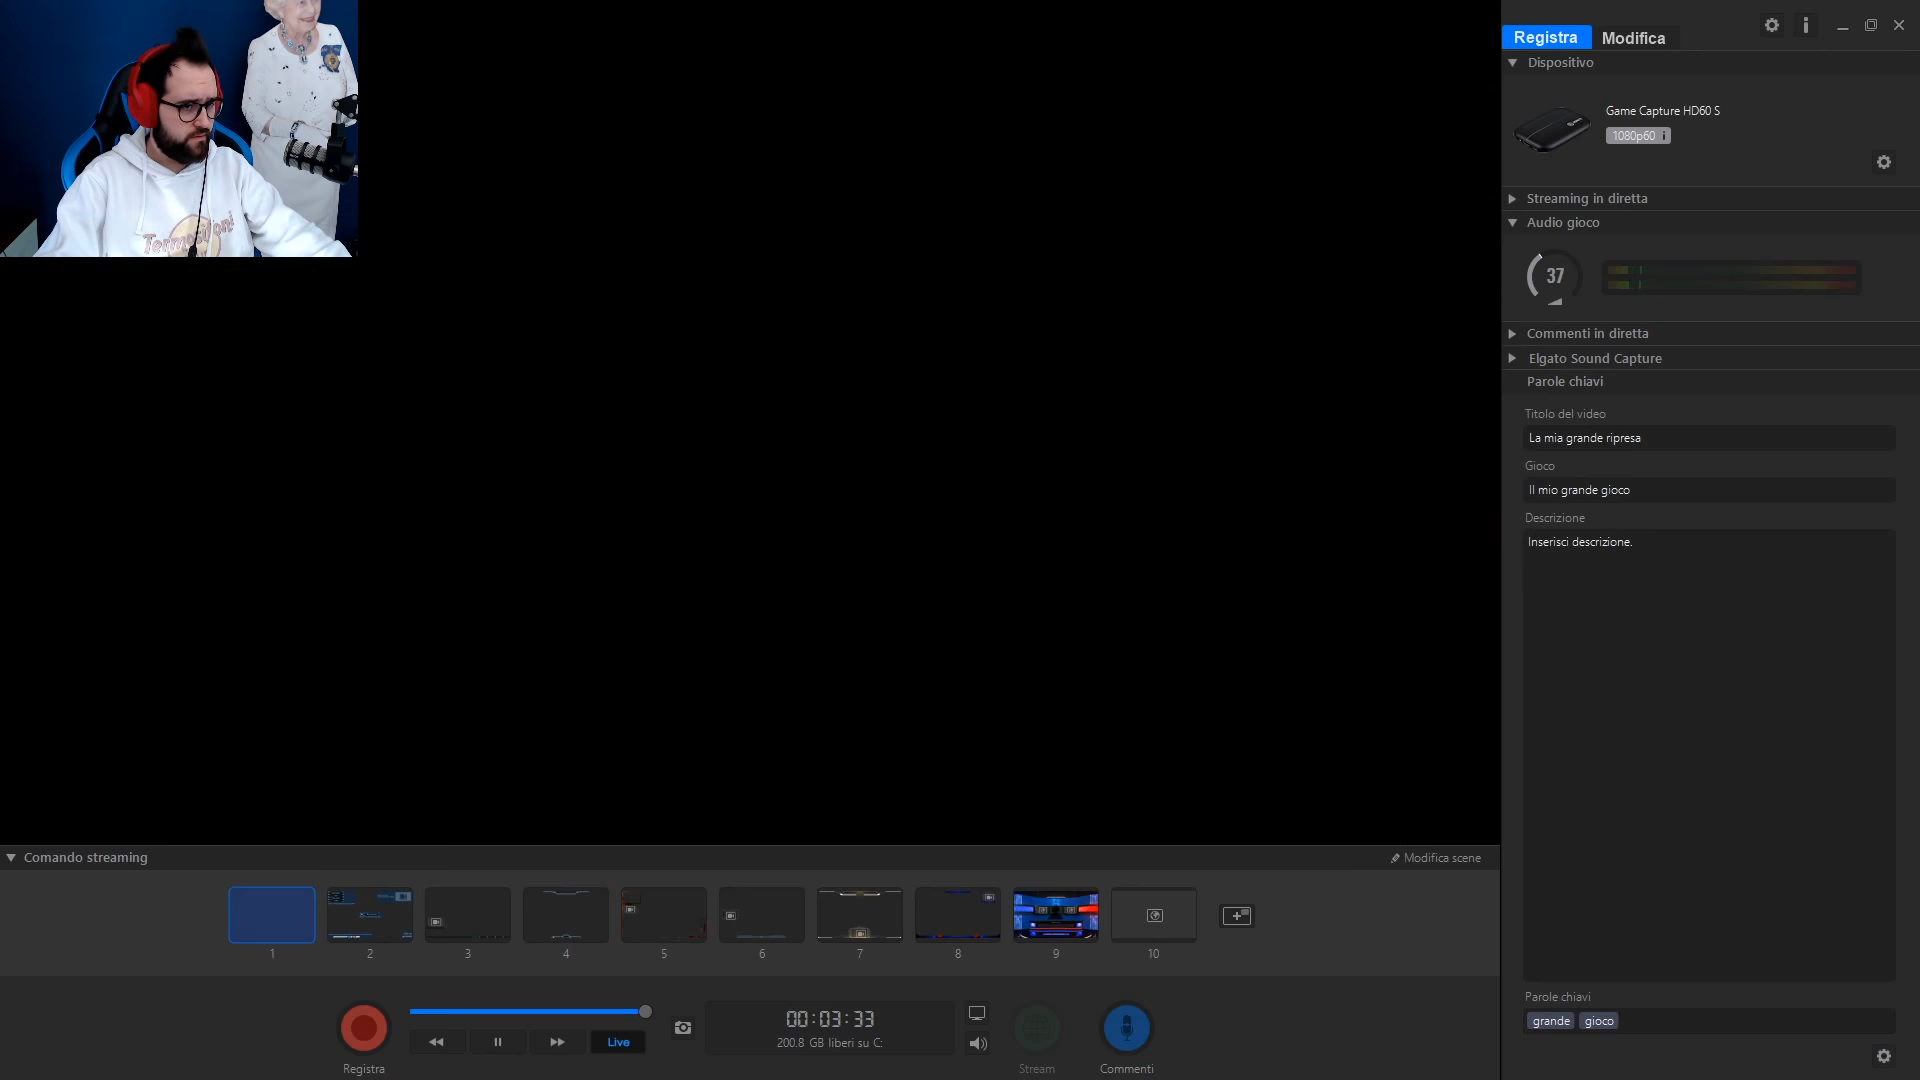 Registra
Modifica
Dispositivo
Game Capture HD60 S
1080p60 i
Streaming in diretta
Audio gioco
37
Commenti in diretta
Elgato Sound Capture
Parole chiavi
Titolo del video
La mia grande ripresa
Gioco
Il mio grande gioco
Descrizione
Inserisci descrizione.
Comando streaming
Modifica scene
1 2 3 4 5 6 7 8 9 10
Live
00:03:33
200.8 GB liberi su C:
Registra
Stream
Commenti
Parole chiavi
grande gioco